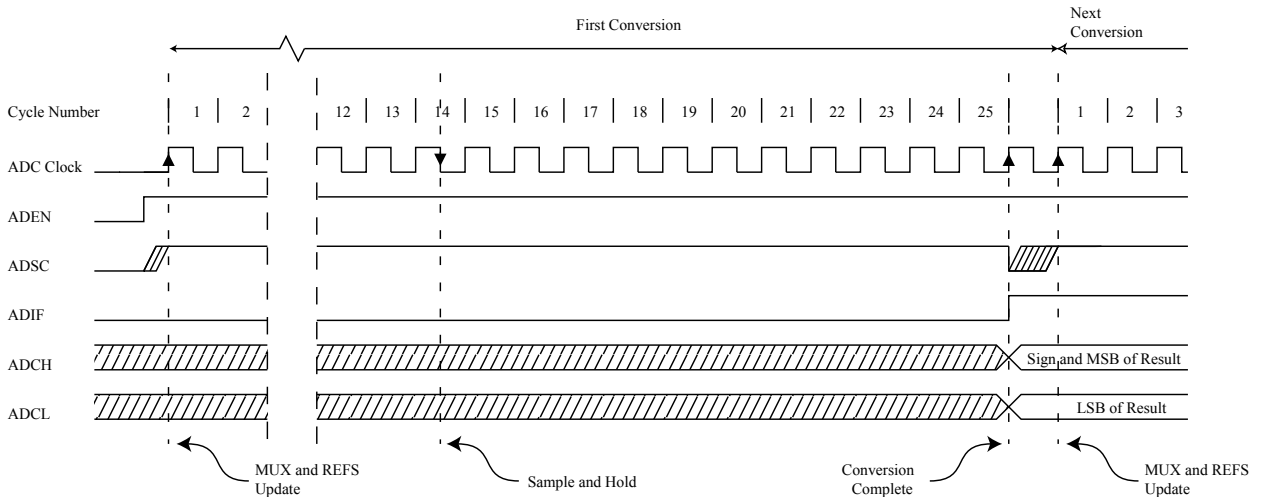 First Conversion
Next
Conversion
Cycle Number 1 2 12 13 14 15 16 17 18 19 20 21 22 23 24 25 1 2 3
ADC Clock
ADEN
ADSC
ADIF
ADCH
Sign and MSB of Result
ADCL
LSB of Result
MUX and REFS
Update
Sample and Hold
Conversion
Complete
MUX and REFS
Update